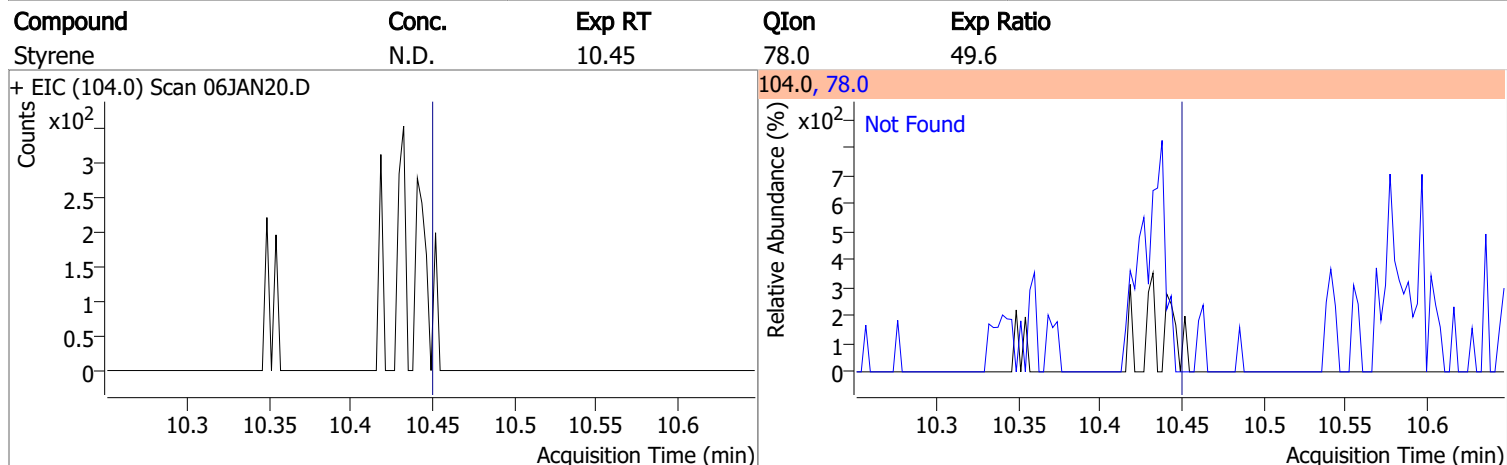 Compound Conc. Exp RT QIon Exp Ratio
Styrene N.D. 10.45 78.0 49.6
+ EIC (104.0) Scan 06JAN20.D
Counts
x10^2
3
2.5
2
1.5
1
0.5
0
10.3 10.35 10.4 10.45 10.5 10.55 10.6
Acquisition Time (min)
104.0, 78.0
Relative Abundance (%)
x10^2
Not Found
7
6
5
4
3
2
1
0
10.3 10.35 10.4 10.45 10.5 10.55 10.6
Acquisition Time (min)